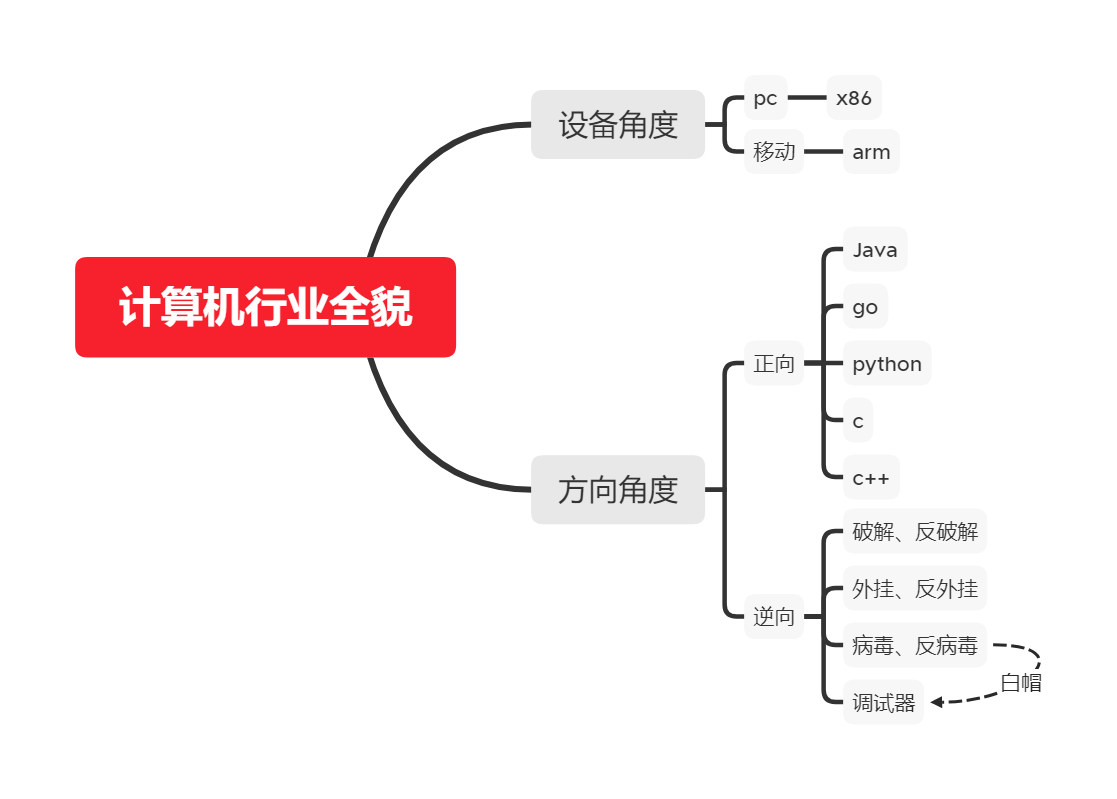 计算机行业全貌
设备角度
pc
x86
移动
arm
方向角度
正向
Java
go
python
c
c++
逆向
破解、反破解
外挂、反外挂
病毒、反病毒
白帽
调试器